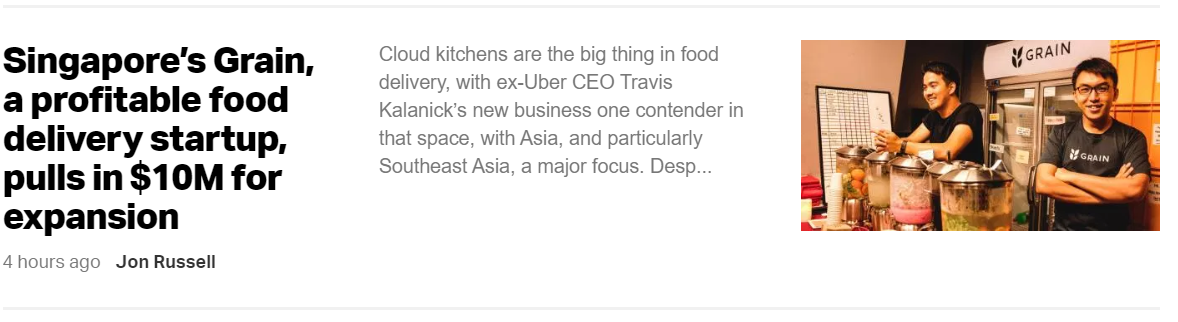 Singapore's Grain,
a profitable food
delivery startup,
pulls in $10M for
expansion
4 hours ago Jon Russell
Cloud kitchens are the big thing in food
delivery, with ex-Uber CEO Travis
Kalanick's new business one contender in
that space, with Asia, and particularly
Southeast Asia, a major focus. Desp...
GRAIN
GRAIN